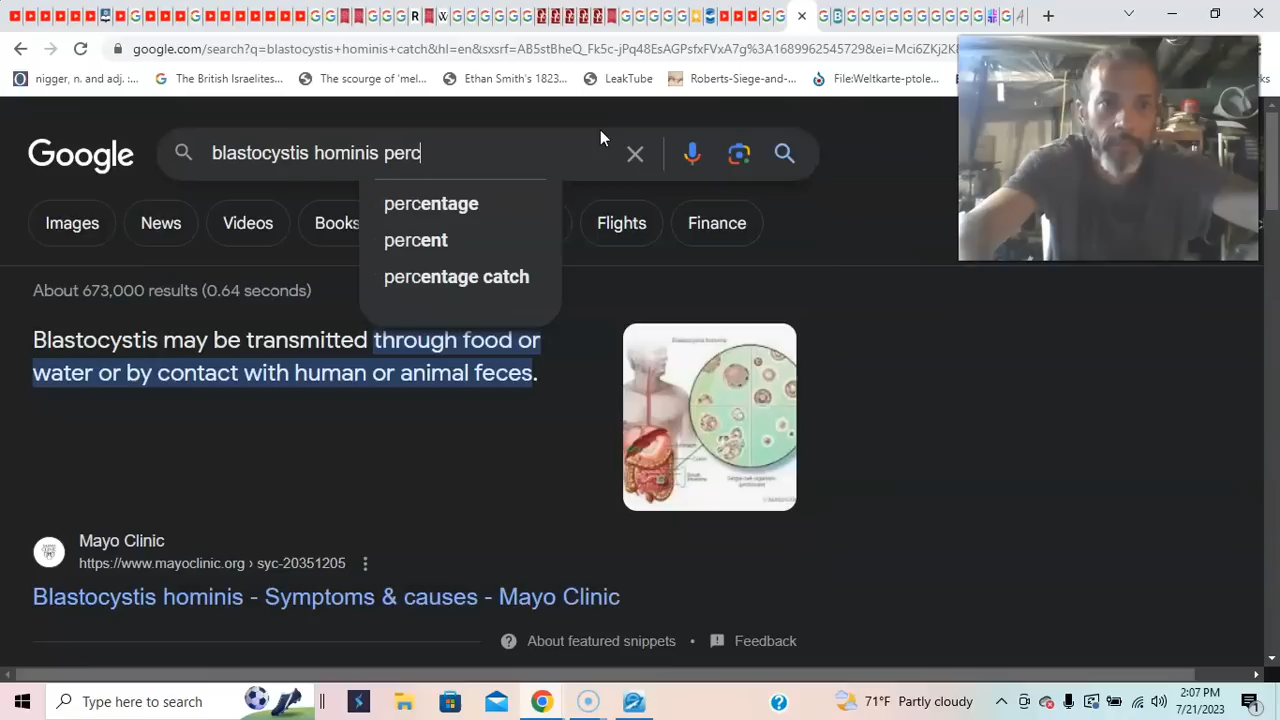 google.com/search?q=blastocystis+hominis+catch&hl=en&sxsrf=AB5stBheQ_Fk5c-jPq48EsAGPsfxFVxA7g%3A1689962545729&ei=Mci6ZKj2K
nigger, n. and adj. :...
The British Israelites...
The scourge of 'mel...
Ethan Smith's 1823...
LeakTube
Roberts-Siege-and-...
File:Weltkarte-ptole...
Google
blastocystis hominis perc
percentage
percent
percentage catch
Images
News
Videos
Books
Flights
Finance
About 673,000 results (0.64 seconds)
Blastocystis may be transmitted through food or
water or by contact with human or animal feces.
Mayo Clinic
https://www.mayoclinic.org › syc-20351205
Blastocystis hominis - Symptoms & causes - Mayo Clinic
About featured snippets • Feedback
Type here to search
71°F Partly cloudy
2:07 PM
7/21/2023